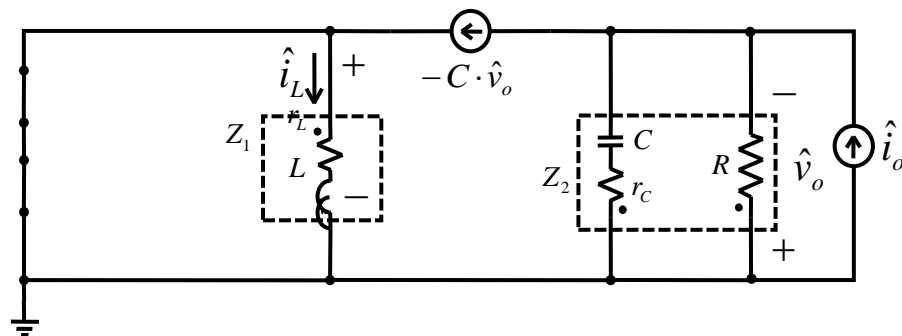 î_L
+
−C · v̂_o
r_L
Z_1
L
−
C
Z_2
r_C
R
−
v̂_o
+
î_o